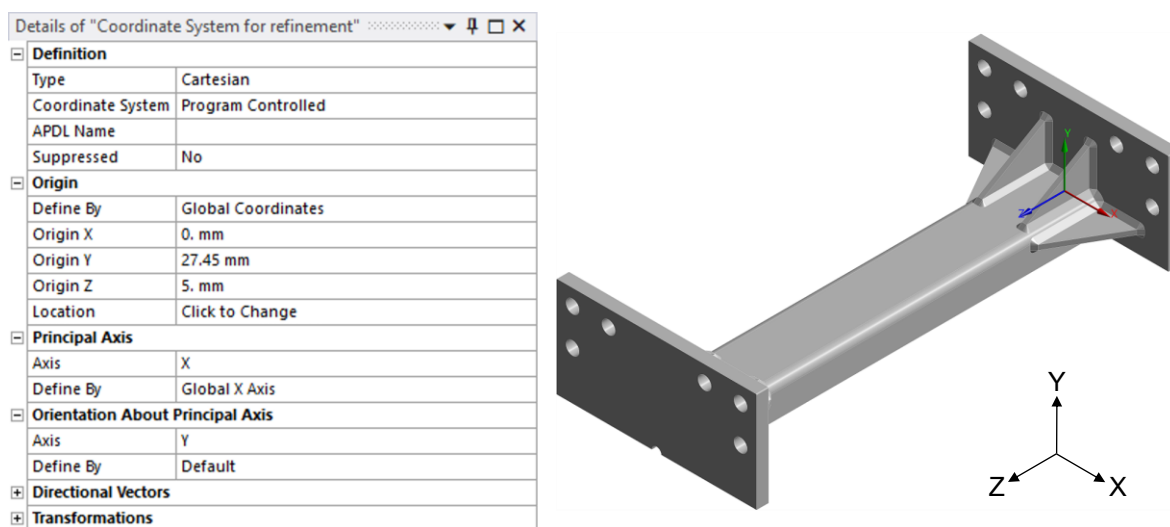 Details of "Coordinate System for refinement"
Definition
Type Cartesian
Coordinate System Program Controlled
APDL Name
Suppressed No
Origin
Define By Global Coordinates
Origin X 0. mm
Origin Y 27.45 mm
Origin Z 5. mm
Location Click to Change
Principal Axis
Axis X
Define By Global X Axis
Orientation About Principal Axis
Axis Y
Define By Default
Directional Vectors
Transformations
Y
Z
X
Y
Z
X